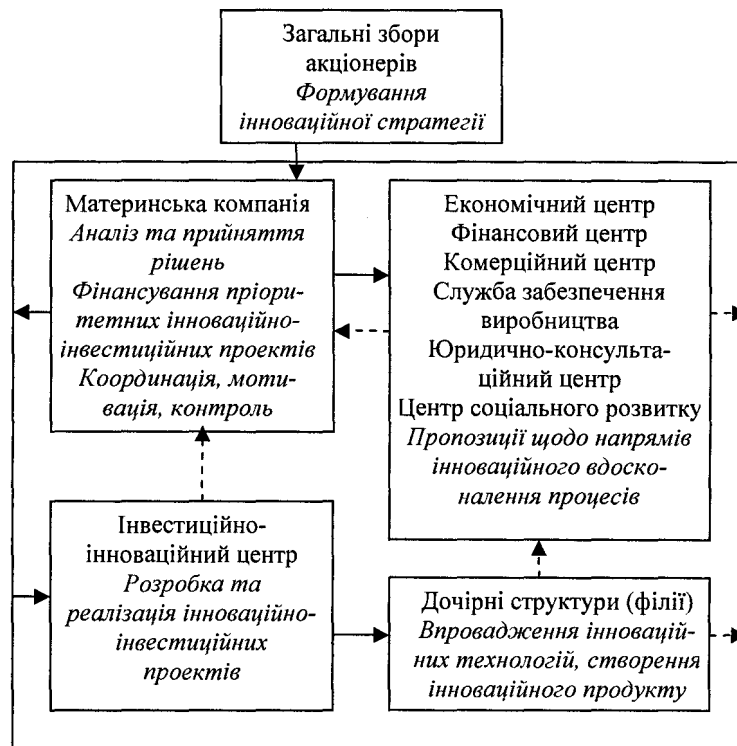 Загальні збори
акціонерів
Формування
інноваційної стратегії
Материнська компанія
Аналіз та прийняття
рішень
Фінансування пріори-
тетних інноваційно-
інвестиційних проектів
Координація, моти-
вація, контроль
Економічний центр
Фінансовий центр
Комерційний центр
Служба забезпечення
виробництва
Юридично-консульта-
ційний центр
Центр соціального розвитку
Пропозиції щодо напрямів
інноваційного вдоско-
налення процесів
Інвестиційно-
інноваційний центр
Розробка та
реалізація інноваційно-
інвестиційних
проектів
Дочірні структури (філії)
Впровадження інновацій-
них технологій, створення
інноваційного продукту